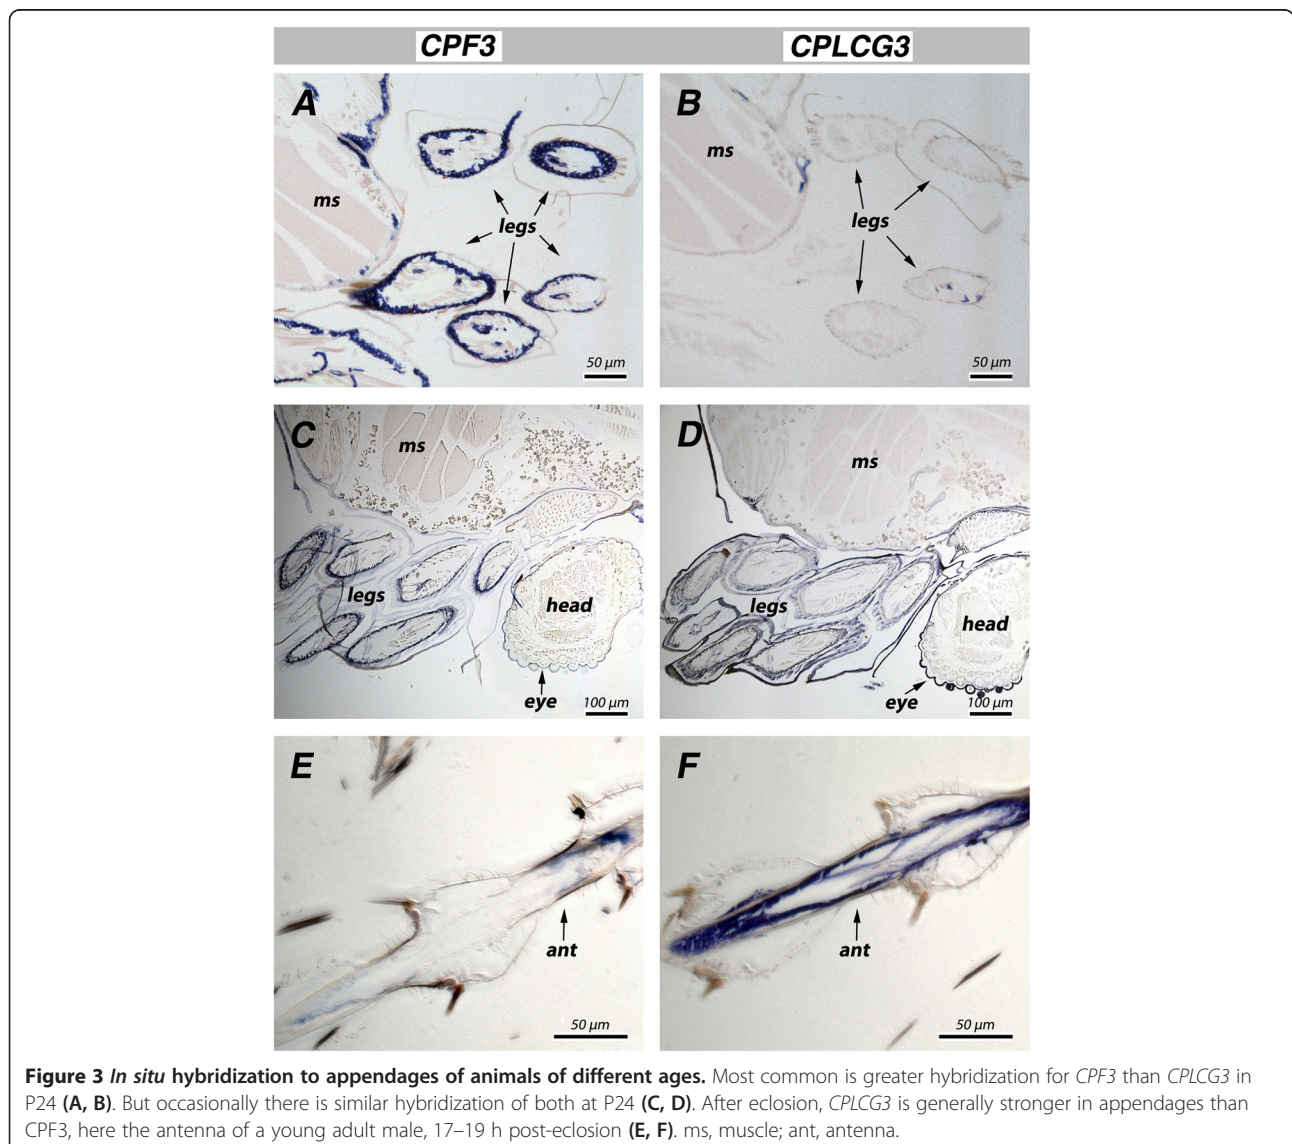 CPF3
CPLCG3
A
ms
legs
50 µm
B
ms
legs
50 µm
C
ms
legs
head
eye
100 µm
D
ms
legs
head
eye
100 µm
E
ant
50 µm
F
ant
50 µm
Figure 3 In situ hybridization to appendages of animals of different ages. Most common is greater hybridization for CPF3 than CPLCG3 in
P24 (A, B). But occasionally there is similar hybridization of both at P24 (C, D). After eclosion, CPLCG3 is generally stronger in appendages than
CPF3, here the antenna of a young adult male, 17–19 h post-eclosion (E, F). ms, muscle; ant, antenna.